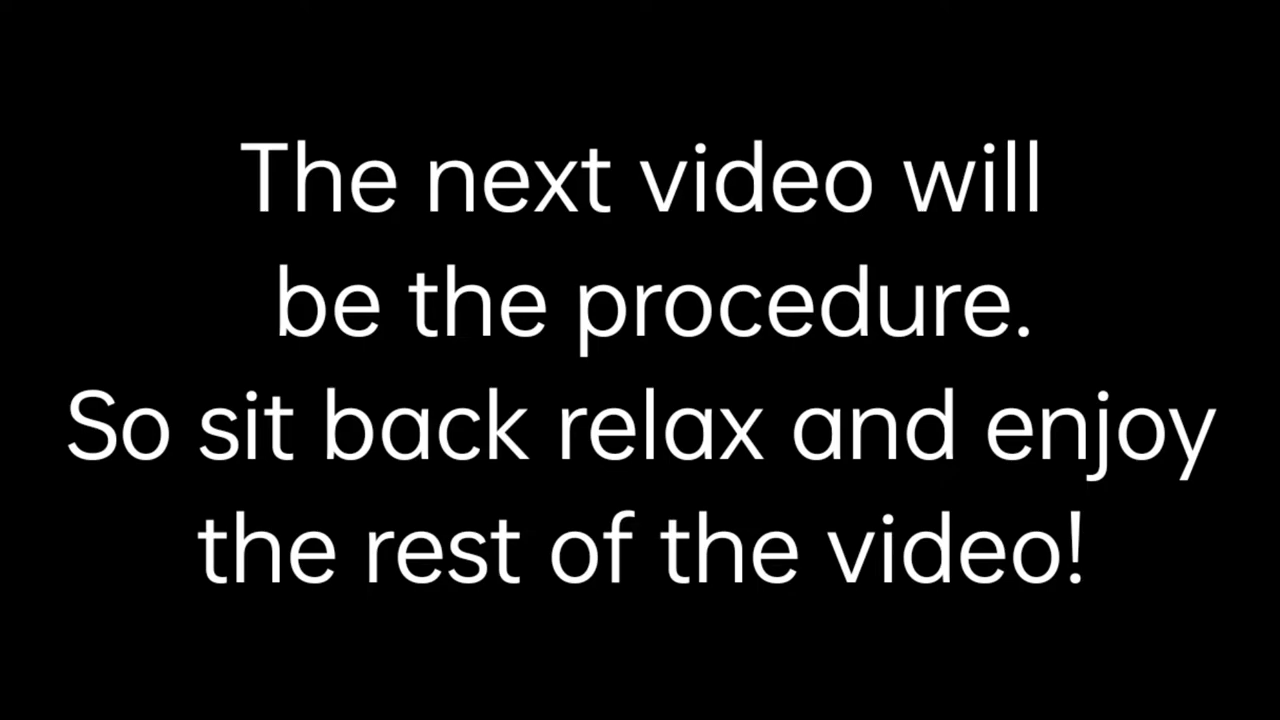 The next video will
be the procedure.
So sit back relax and enjoy
the rest of the video!